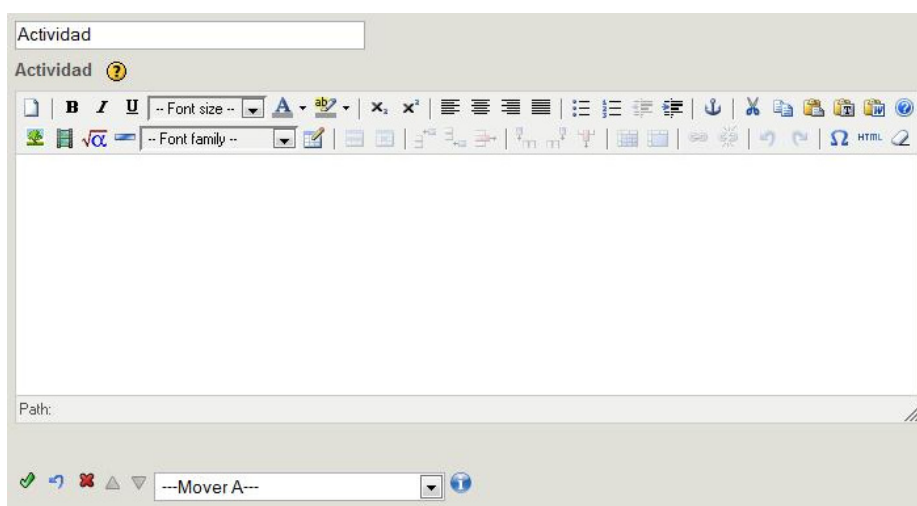 Actividad
Actividad
B I U -- Font size -- A ab x₂ x²
√α -- Font family -- Ω HTML
Path:
---Mover A---